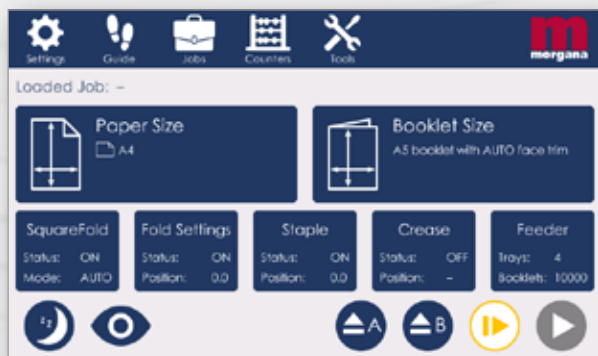 Settings
Guide
Jobs
Counters
Tools
morgana
Loaded Job: –
Paper Size
A4
Booklet Size
A5 booklet with AUTO face trim
SquareFold
Status: ON
Mode: AUTO
Fold Settings
Status: ON
Position: 0.0
Staple
Status: ON
Position: 0.0
Crease
Status: OFF
Position: –
Feeder
Trays: 4
Booklets: 10000
z z
A
B